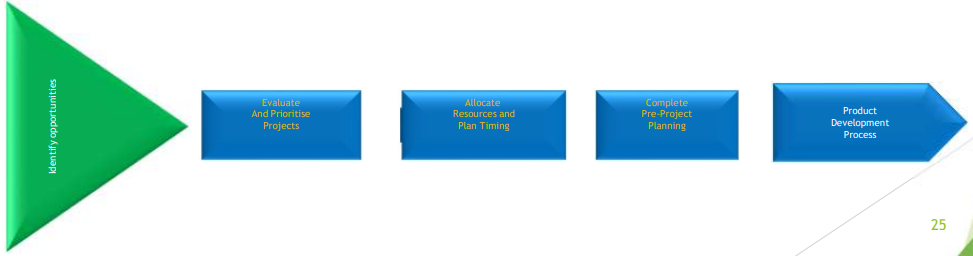 Identify opportunities
Evaluate
And Prioritise
Projects
Allocate
Resources and
Plan Timing
Complete
Pre-Project
Planning
Product
Development
Process
25